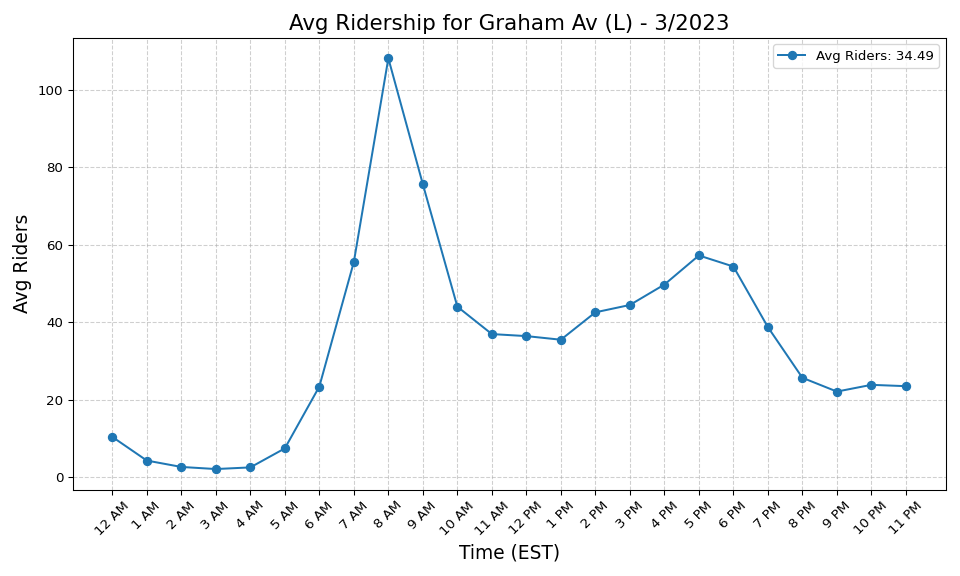 Avg Ridership for Graham Av (L) - 3/2023
Avg Riders: 34.49
Avg Riders
100
80
60
40
20
0
12 AM
1 AM
2 AM
3 AM
4 AM
5 AM
6 AM
7 AM
8 AM
9 AM
10 AM
11 AM
12 PM
1 PM
2 PM
3 PM
4 PM
5 PM
6 PM
7 PM
8 PM
9 PM
10 PM
11 PM
Time (EST)